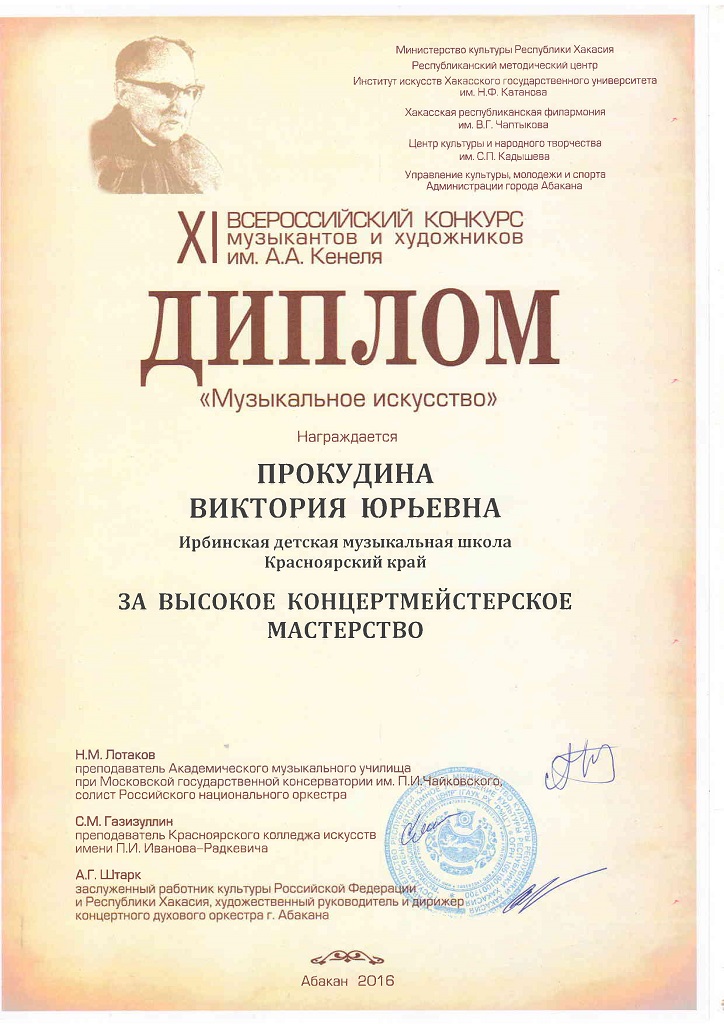 Министерство культуры Республики Хакасия
Республиканский методический центр
Институт искусств Хакасского государственного университета
им. Н.Ф. Катанова
Хакасская республиканская филармония
им. В.Г. Чаптыкова
Центр культуры и народного творчества
им. С.П. Кадышева
Управление культуры, молодежи и спорта
Администрации города Абакана
XI ВСЕРОССИЙСКИЙ КОНКУРС
музыкантов и художников
им. А.А. Кенеля
ДИПЛОМ
«Музыкальное искусство»
Награждается
ПРОКУДИНА
ВИКТОРИЯ ЮРЬЕВНА
Ирбинская детская музыкальная школа
Красноярский край
ЗА ВЫСОКОЕ КОНЦЕРТМЕЙСТЕРСКОЕ
МАСТЕРСТВО
Н.М. Лотаков
преподаватель Академического музыкального училища
при Московской государственной консерватории им. П.И.Чайковского,
солист Российского национального оркестра
С.М. Газизуллин
преподаватель Красноярского колледжа искусств
имени П.И. Иванова-Радкевича
А.Г. Штарк
заслуженный работник культуры Российской Федерации
и Республики Хакасия, художественный руководитель и дирижер
концертного духового оркестра г. Абакана
Абакан 2016